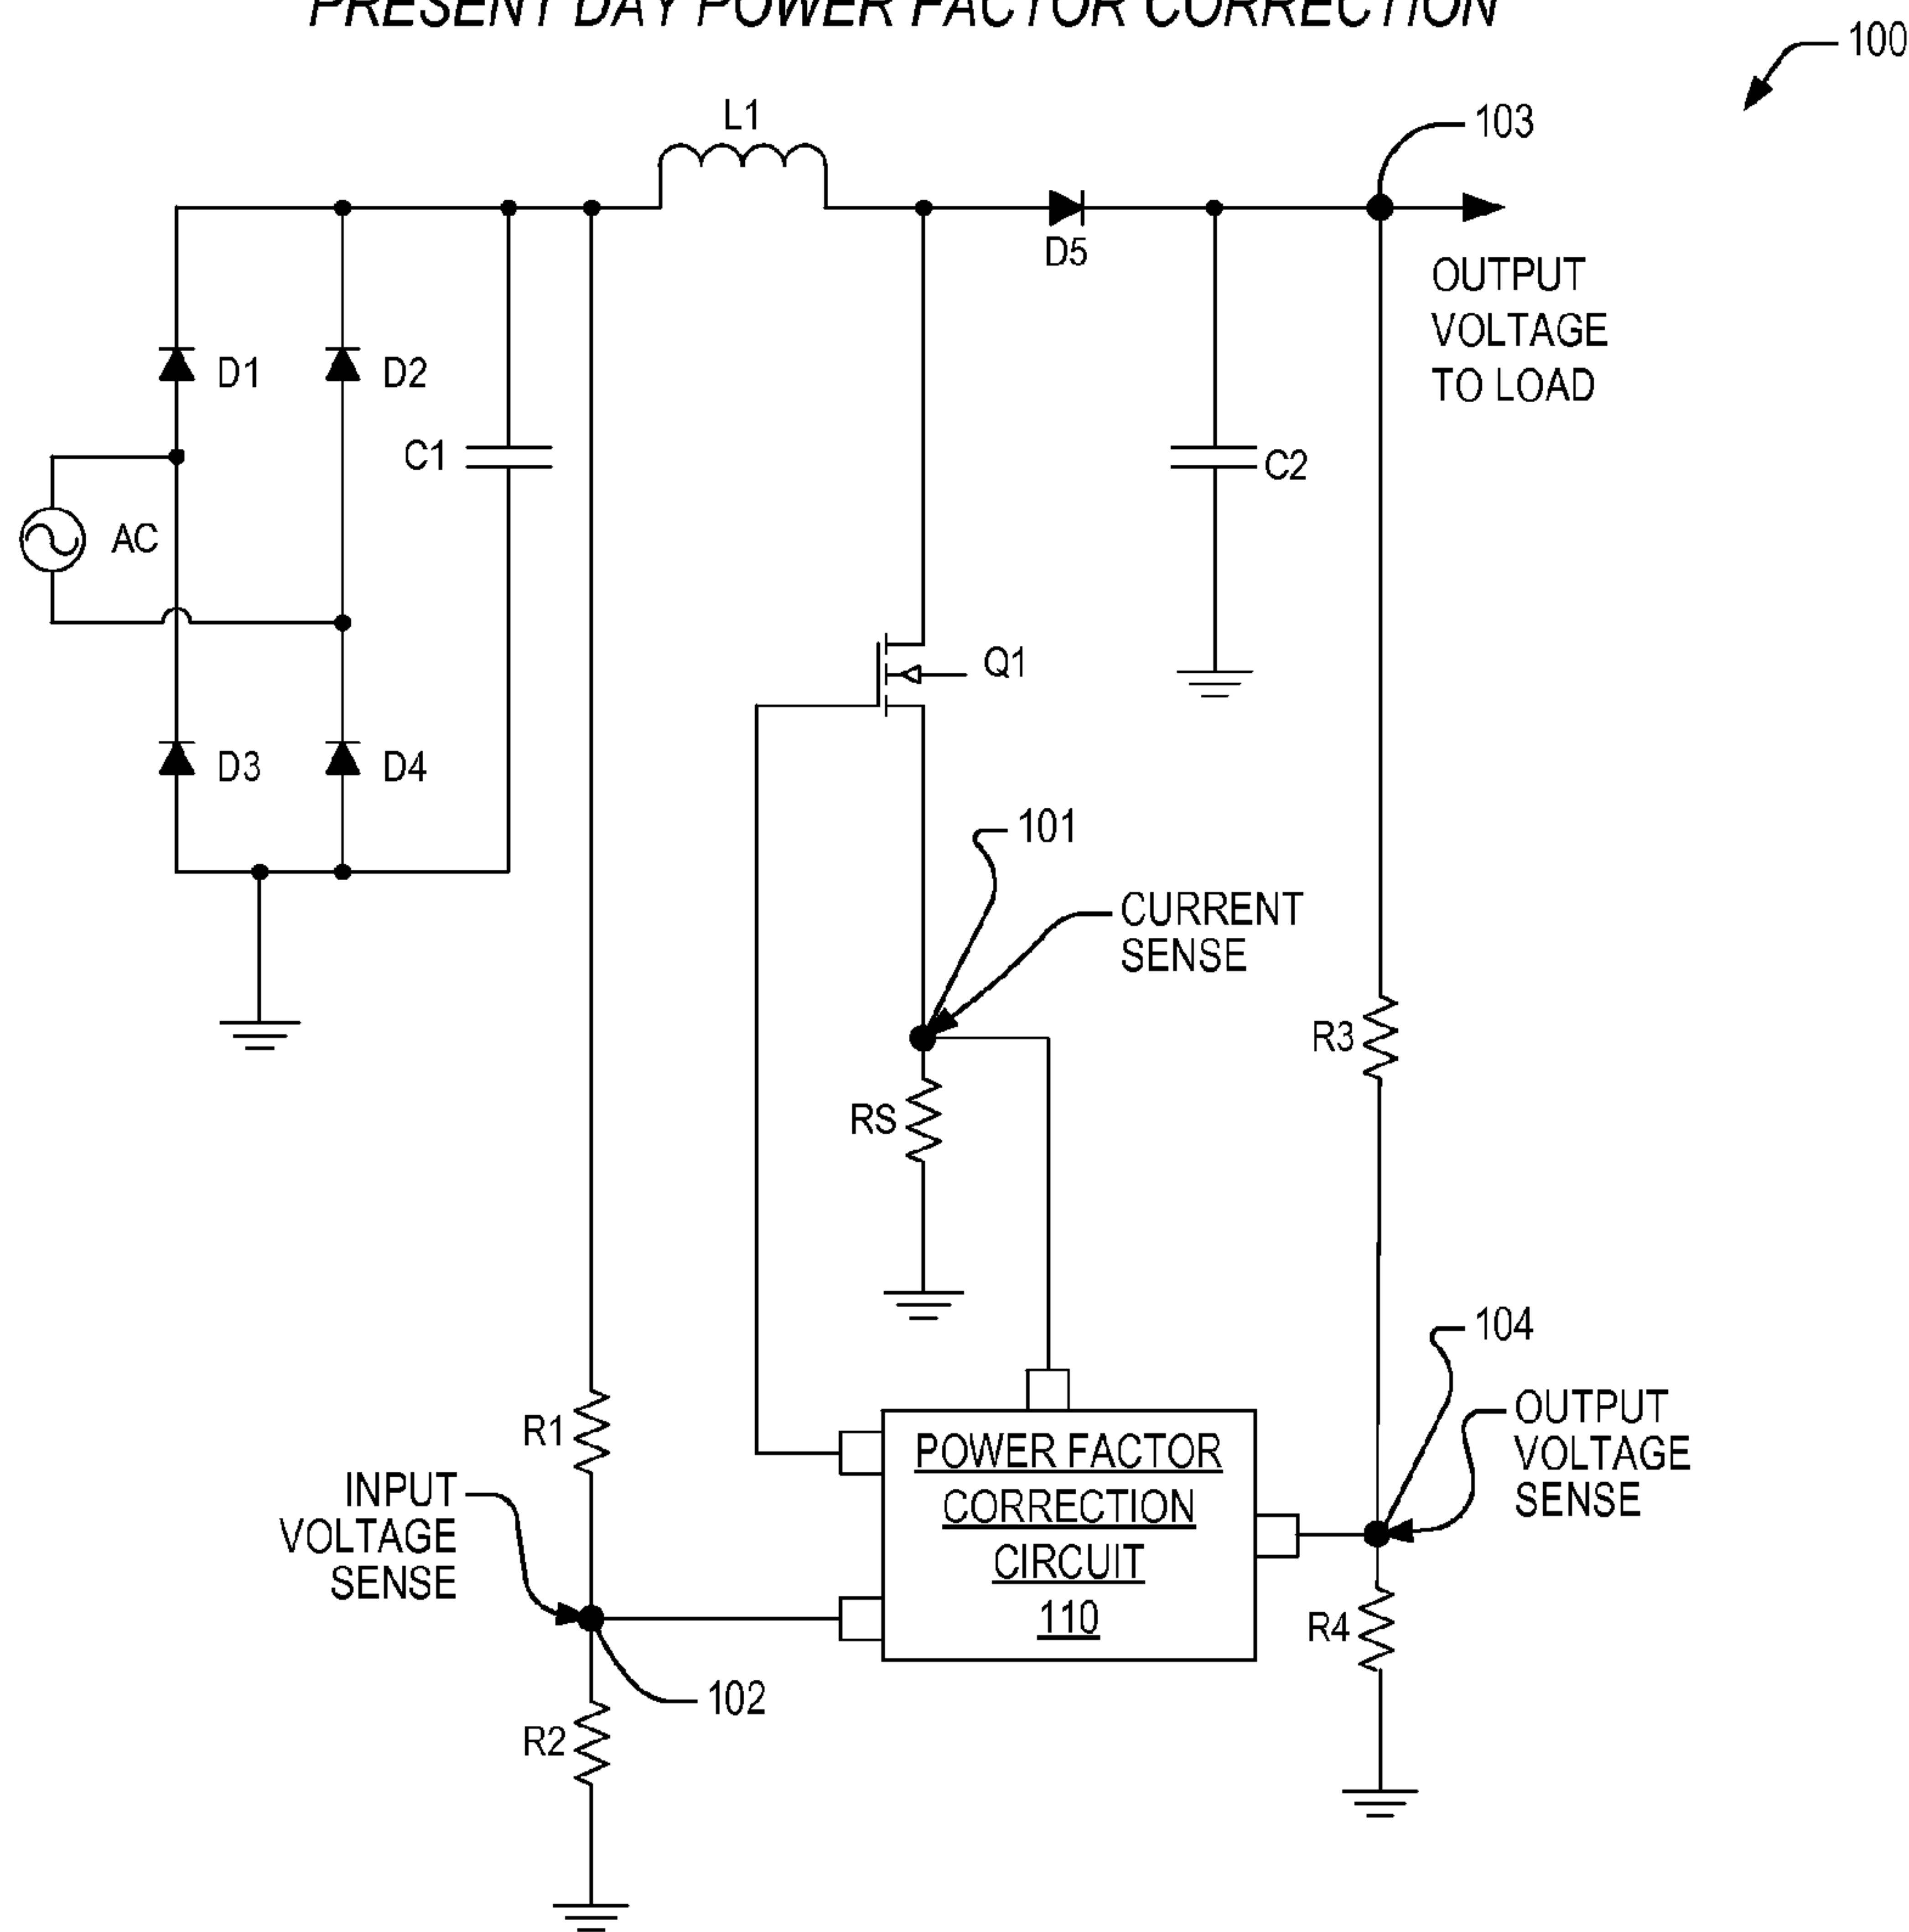 PRESENT DAY POWER FACTOR CORRECTION
100
L1
103
D5
OUTPUT
VOLTAGE
TO LOAD
D1
D2
C1
C2
AC
Q1
D3
D4
101
CURRENT
SENSE
R3
RS
104
R1
OUTPUT
VOLTAGE
SENSE
INPUT
VOLTAGE
SENSE
POWER FACTOR
CORRECTION
CIRCUIT
110
R4
102
R2